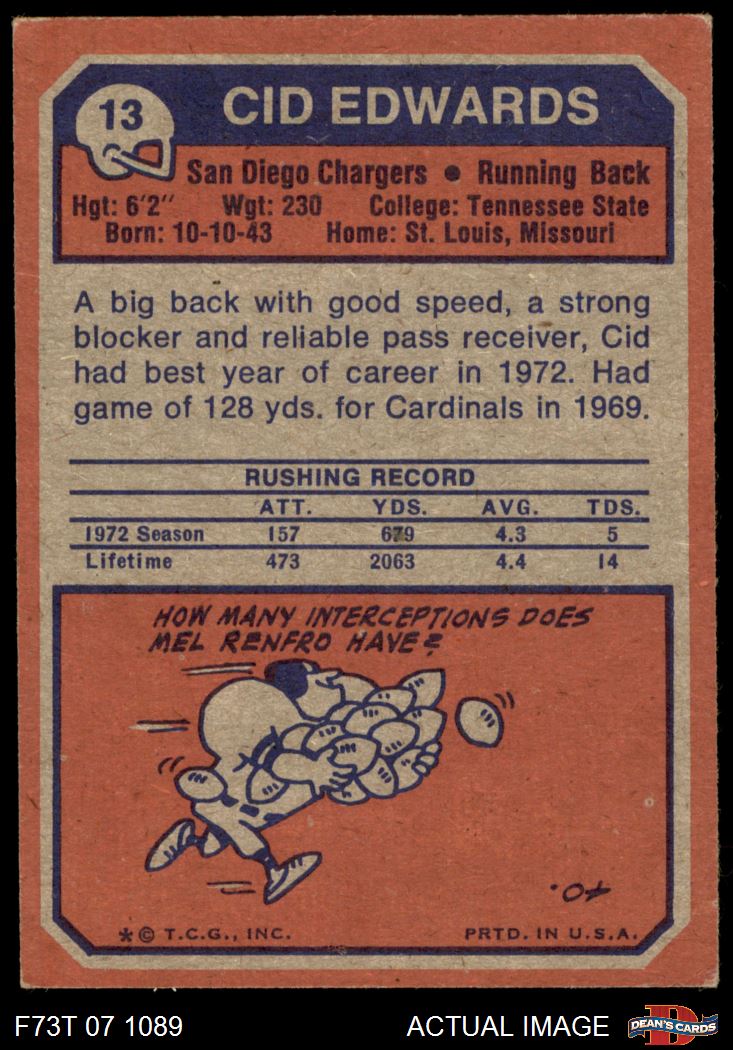 13
CID EDWARDS
San Diego Chargers • Running Back
Hgt: 6'2" Wgt: 230 College: Tennessee State
Born: 10-10-43 Home: St. Louis, Missouri
A big back with good speed, a strong
blocker and reliable pass receiver, Cid
had best year of career in 1972. Had
game of 128 yds. for Cardinals in 1969.
RUSHING RECORD
ATT. YDS. AVG. TDS.
1972 Season 157 679 4.3 5
Lifetime 473 2063 4.4 14
HOW MANY INTERCEPTIONS DOES
MEL RENFRO HAVE?
40.
* © T.C.G., INC. PRTD. IN U.S.A.
F73T 07 1089 ACTUAL IMAGE D DEAN'S CARDS